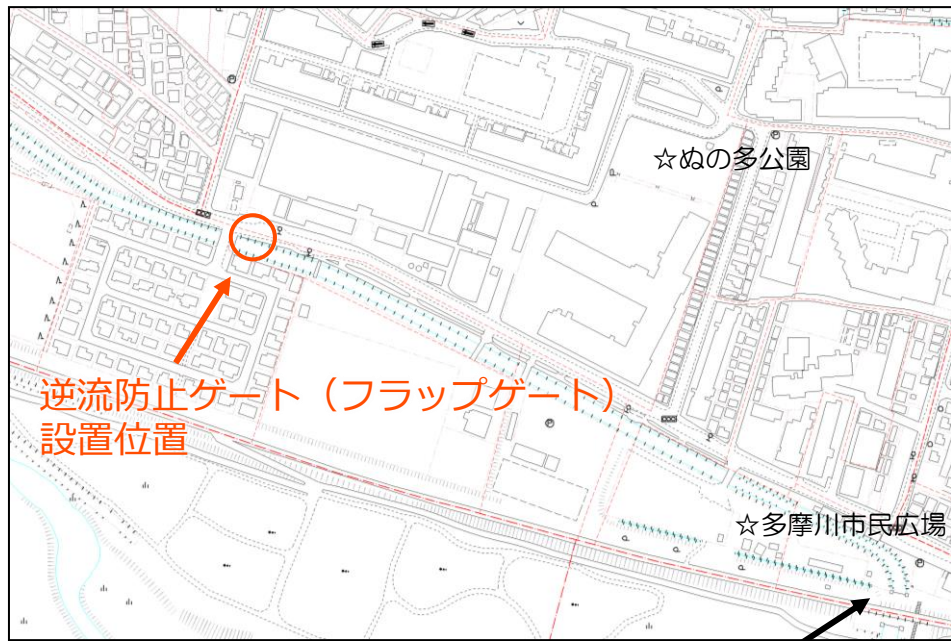 ☆ぬの多公園
逆流防止ゲート（フラップゲート）
設置位置
☆多摩川市民広場